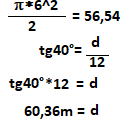 π*6^2
2
= 56,54
tg40°= d
12
tg40°*12 = d
60,36m = d